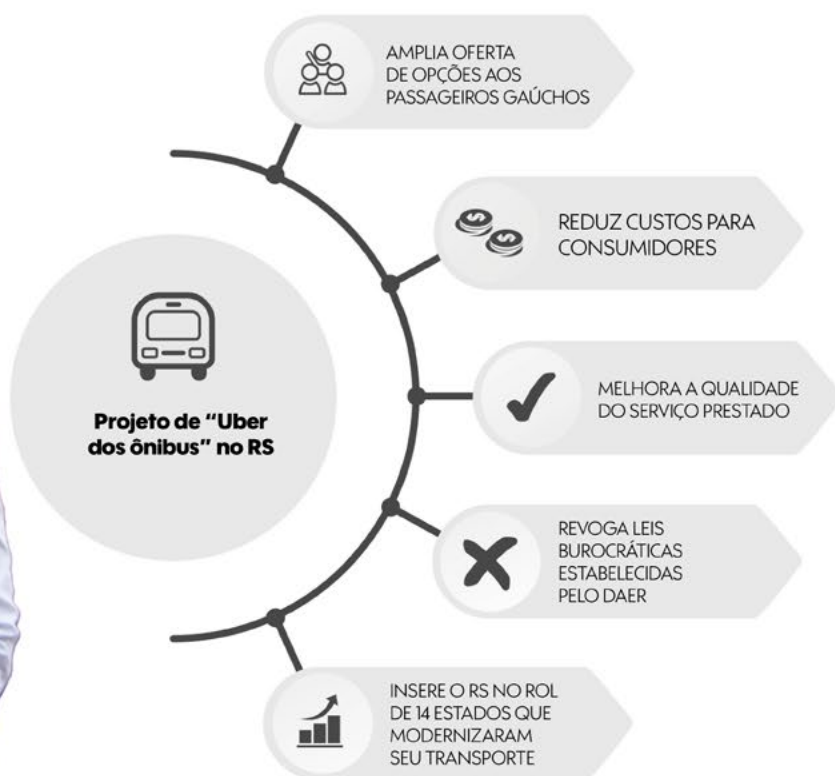 AMPLIA OFERTA
DE OPÇÕES AOS
PASSAGEIROS GAÚCHOS
REDUZ CUSTOS PARA
CONSUMIDORES
Projeto de “Uber
dos ônibus” no RS
MELHORA A QUALIDADE
DO SERVIÇO PRESTADO
REVOGA LEIS
BUROCRÁTICAS
ESTABELECIDAS
PELO DAER
INSERE O RS NO ROL
DE 14 ESTADOS QUE
MODERNIZARAM
SEU TRANSPORTE